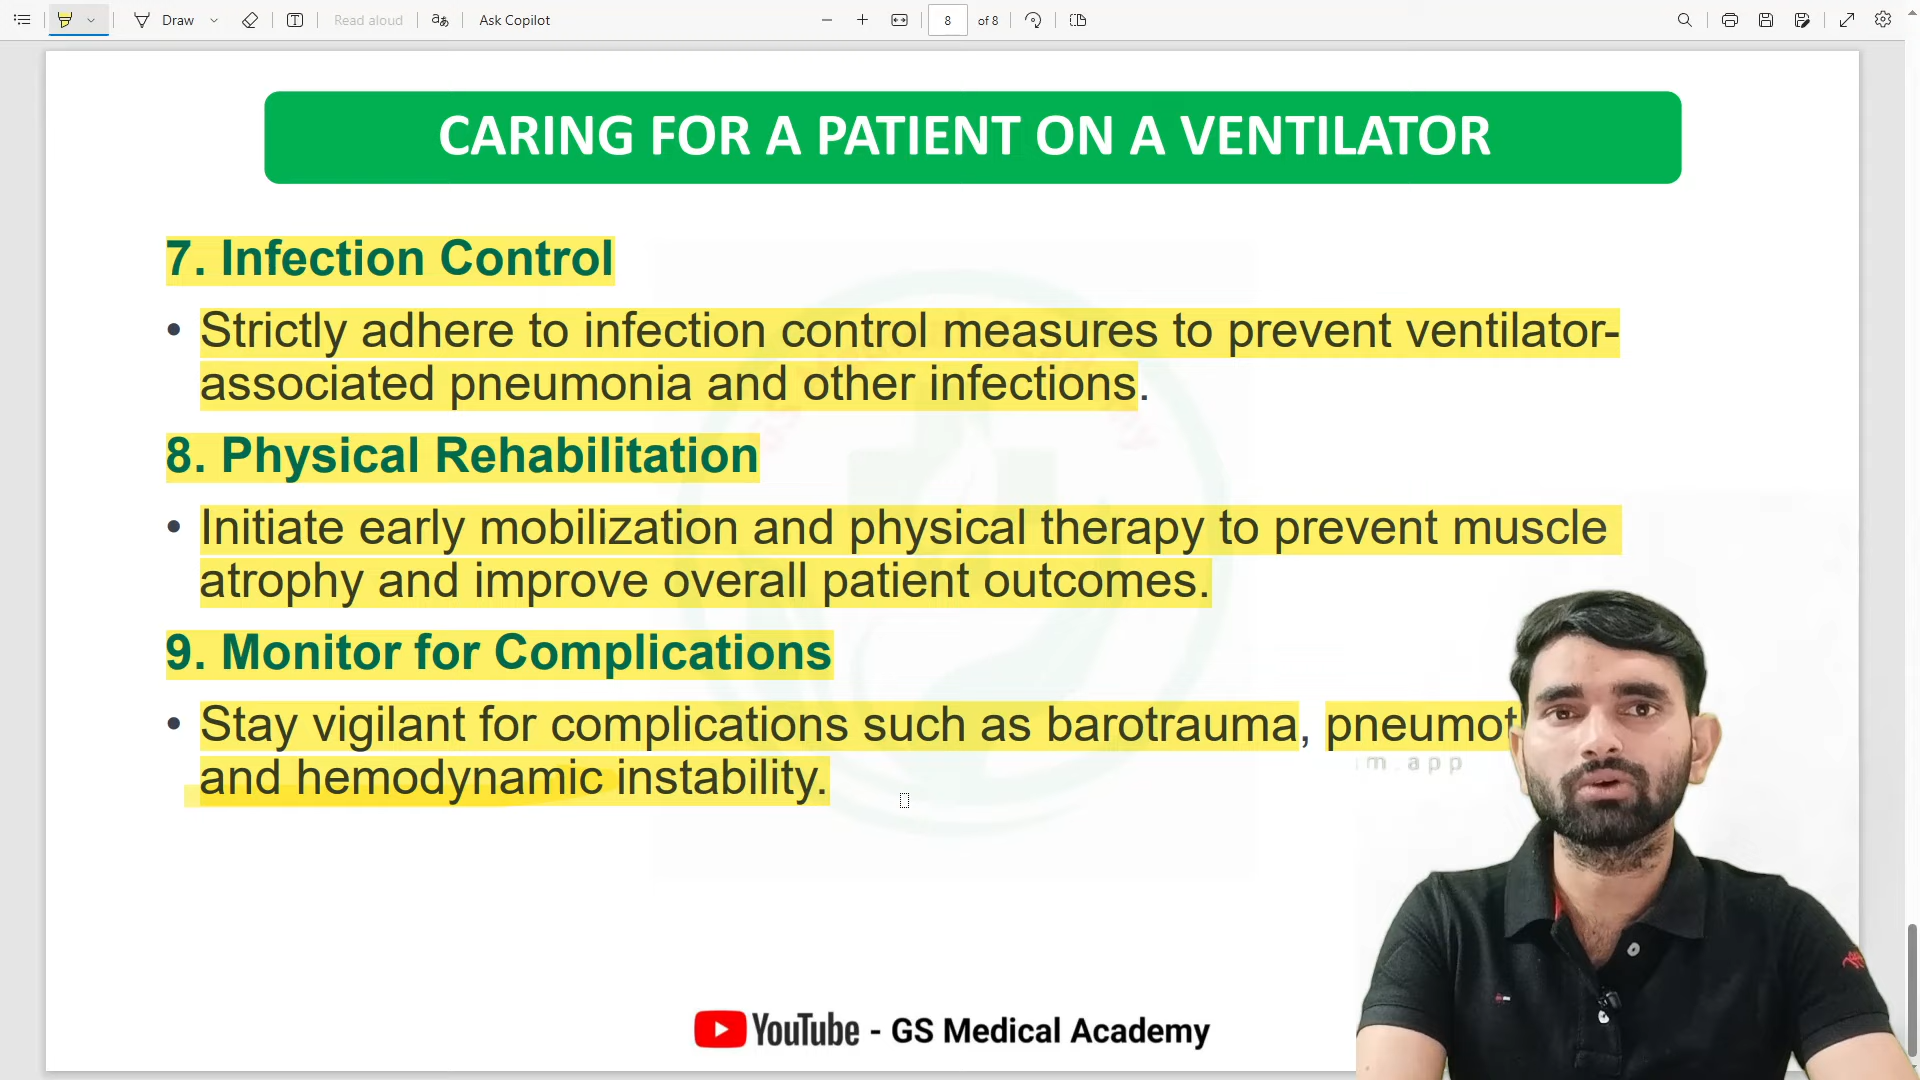 Draw
Read aloud
aあ
Ask Copilot
8 of 8
CARING FOR A PATIENT ON A VENTILATOR
7. Infection Control
• Strictly adhere to infection control measures to prevent ventilator-
associated pneumonia and other infections.
8. Physical Rehabilitation
• Initiate early mobilization and physical therapy to prevent muscle
atrophy and improve overall patient outcomes.
9. Monitor for Complications
• Stay vigilant for complications such as barotrauma,
and hemodynamic instability.
m.app
YouTube - GS Medical Academy